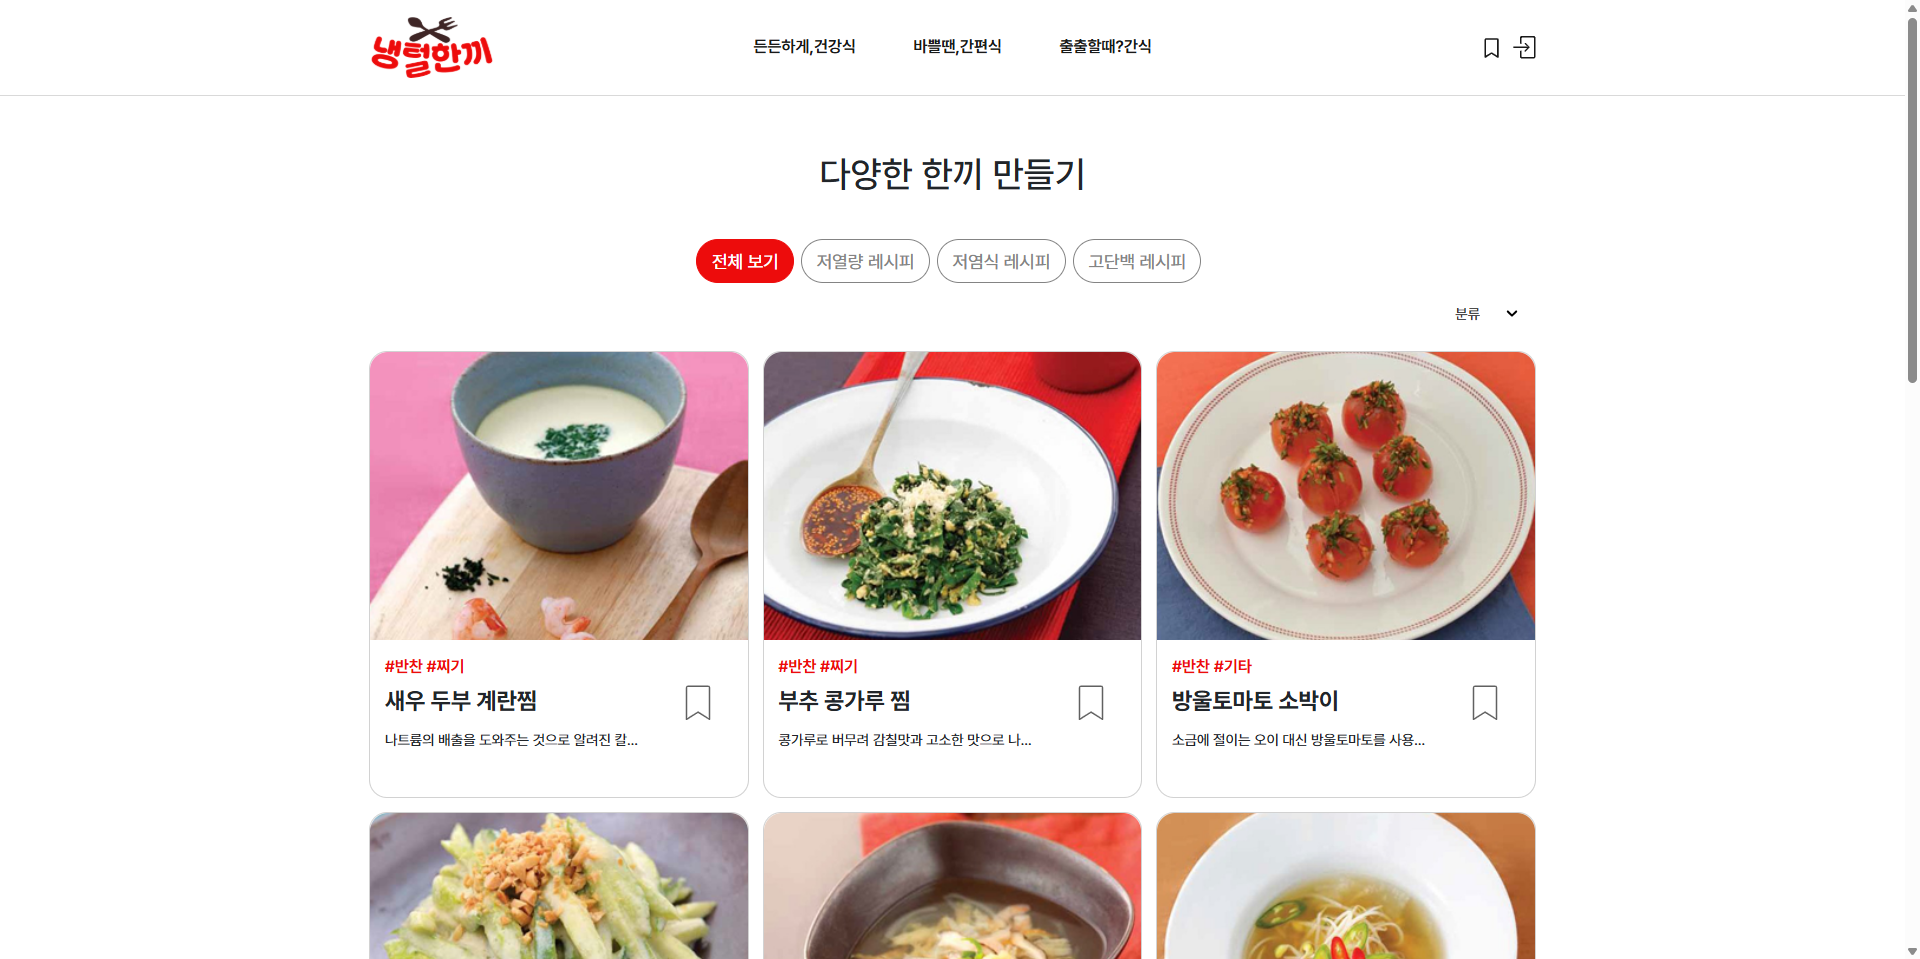 냉털한끼
든든하게,건강식
바쁠땐,간편식
출출할때?간식
다양한 한끼 만들기
전체 보기
저열량 레시피
저염식 레시피
고단백 레시피
분류
#반찬 #찌기
새우 두부 계란찜
나트륨의 배출을 도와주는 것으로 알려진 칼...
#반찬 #찌기
부추 콩가루 찜
콩가루로 버무려 감칠맛과 고소한 맛으로 나...
#반찬 #기타
방울토마토 소박이
소금에 절이는 오이 대신 방울토마토를 사용...